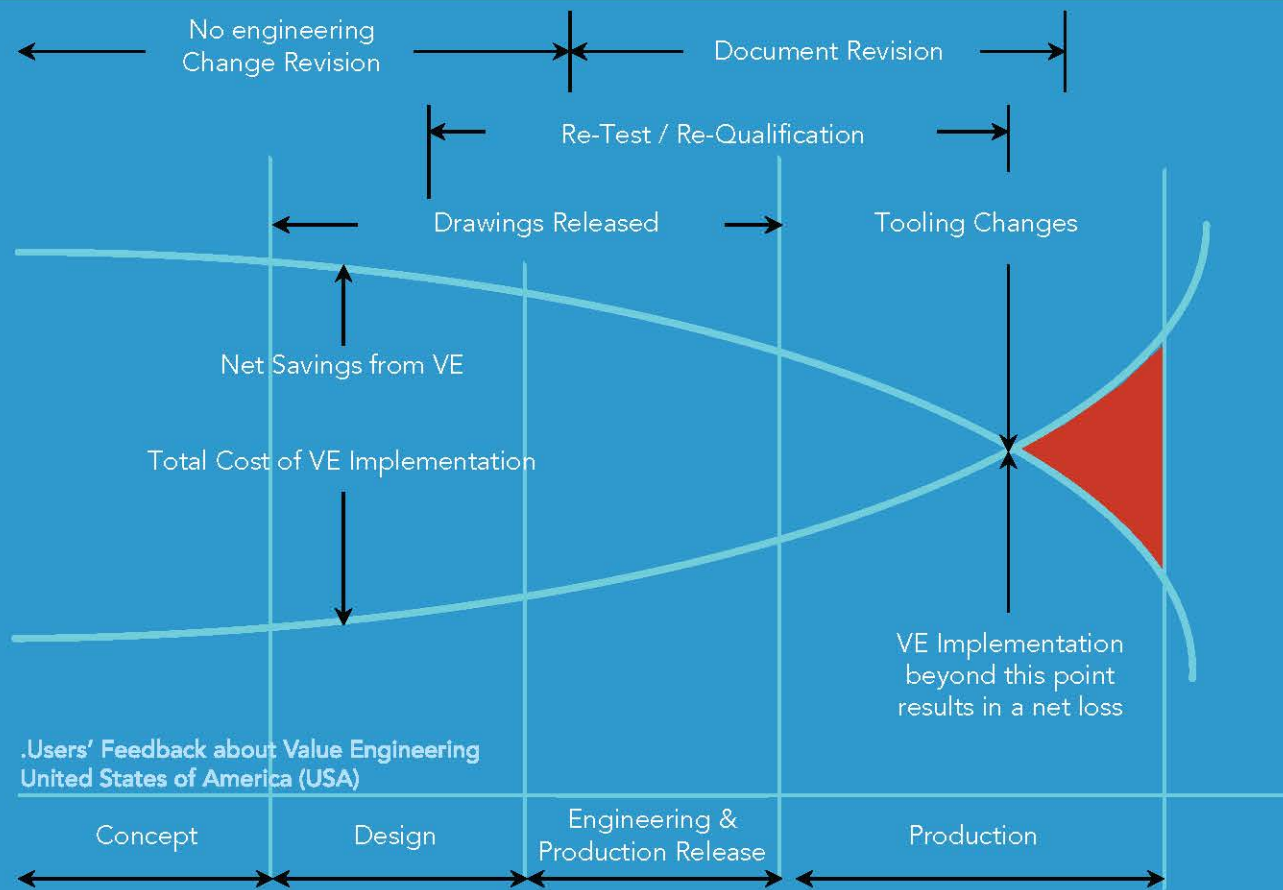 No engineering
Change Revision
Document Revision
Re-Test / Re-Qualification
Drawings Released
Tooling Changes
Net Savings from VE
Total Cost of VE Implementation
VE Implementation
beyond this point
results in a net loss
.Users’ Feedback about Value Engineering
United States of America (USA)
Concept
Design
Engineering &
Production Release
Production